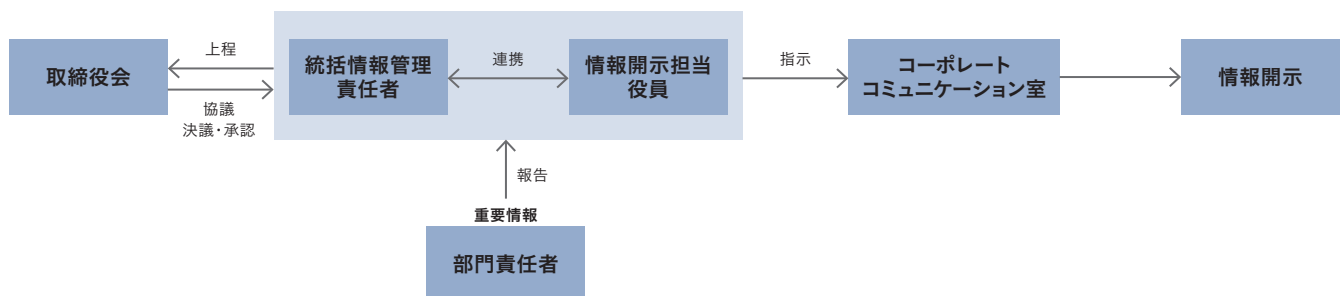 取締役会
上程
協議
決議・承認
統括情報管理
責任者
連携
情報開示担当
役員
指示
コーポレート
コミュニケーション室
情報開示
報告
重要情報
部門責任者